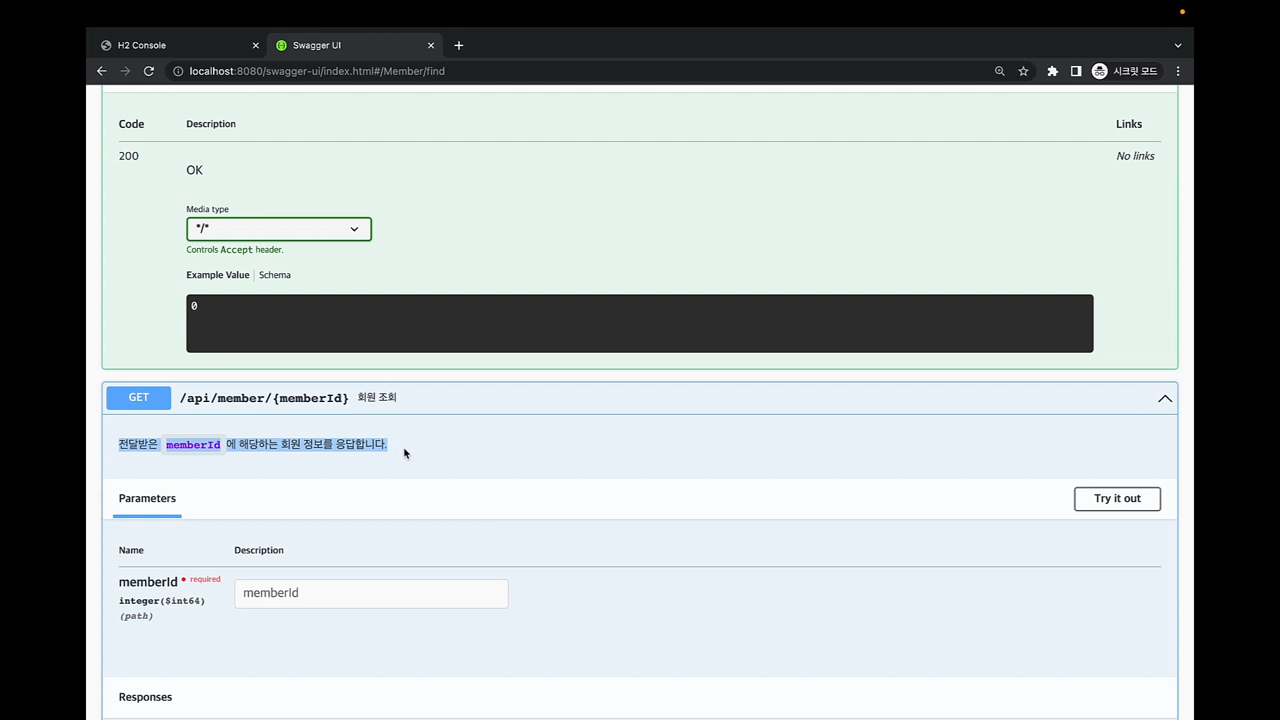 H2 Console
Swagger UI
localhost:8080/swagger-ui/index.html#/Member/find
시크릿 모드
Code Description Links
200 No links
OK
Media type
*/*
Controls Accept header.
Example Value Schema
0
GET /api/member/{memberId} 회원 조회
전달받은 memberId 에 해당하는 회원 정보를 응답합니다.
Parameters
Try it out
Name Description
memberId * required
integer($int64)
(path)
memberId
Responses